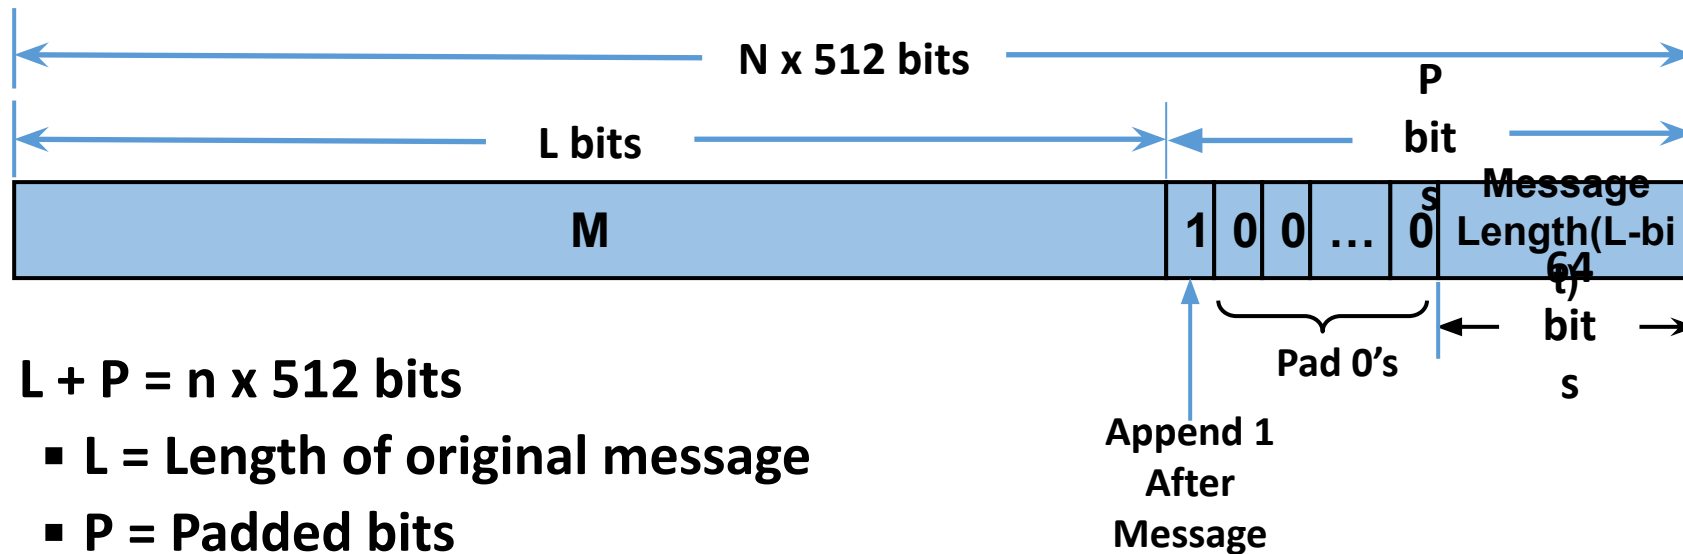 N x 512 bits
L bits
P
bit
s
M
1 0 0 ... 0
Message
Length(L-bi
t)
64
bit
s
Pad 0's
Append 1
After
Message
L + P = n x 512 bits
▪ L = Length of original message
▪ P = Padded bits